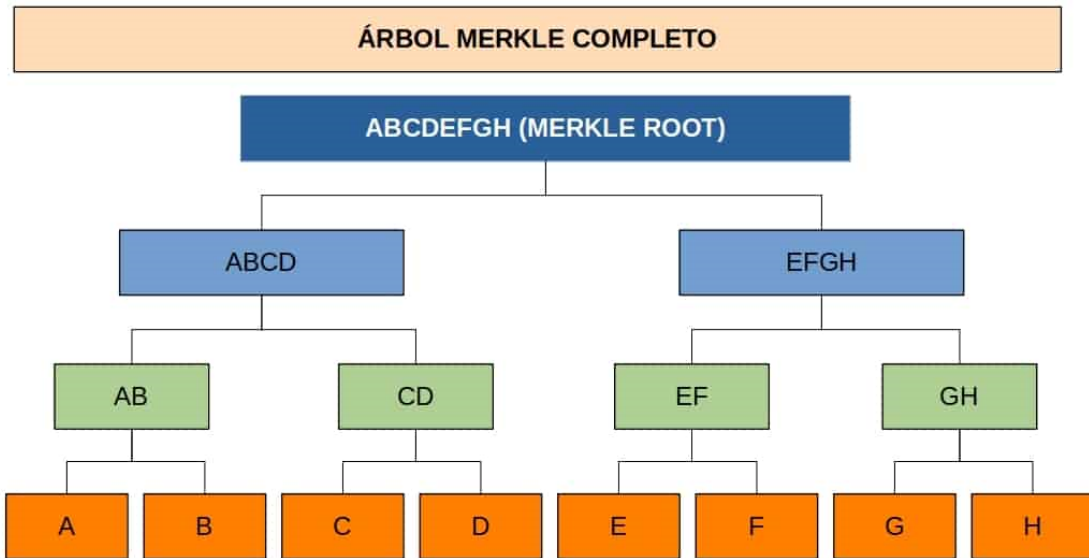 ÁRBOL MERKLE COMPLETO
ABCDEFGH (MERKLE ROOT)
ABCD
EFGH
AB
CD
EF
GH
A
B
C
D
E
F
G
H